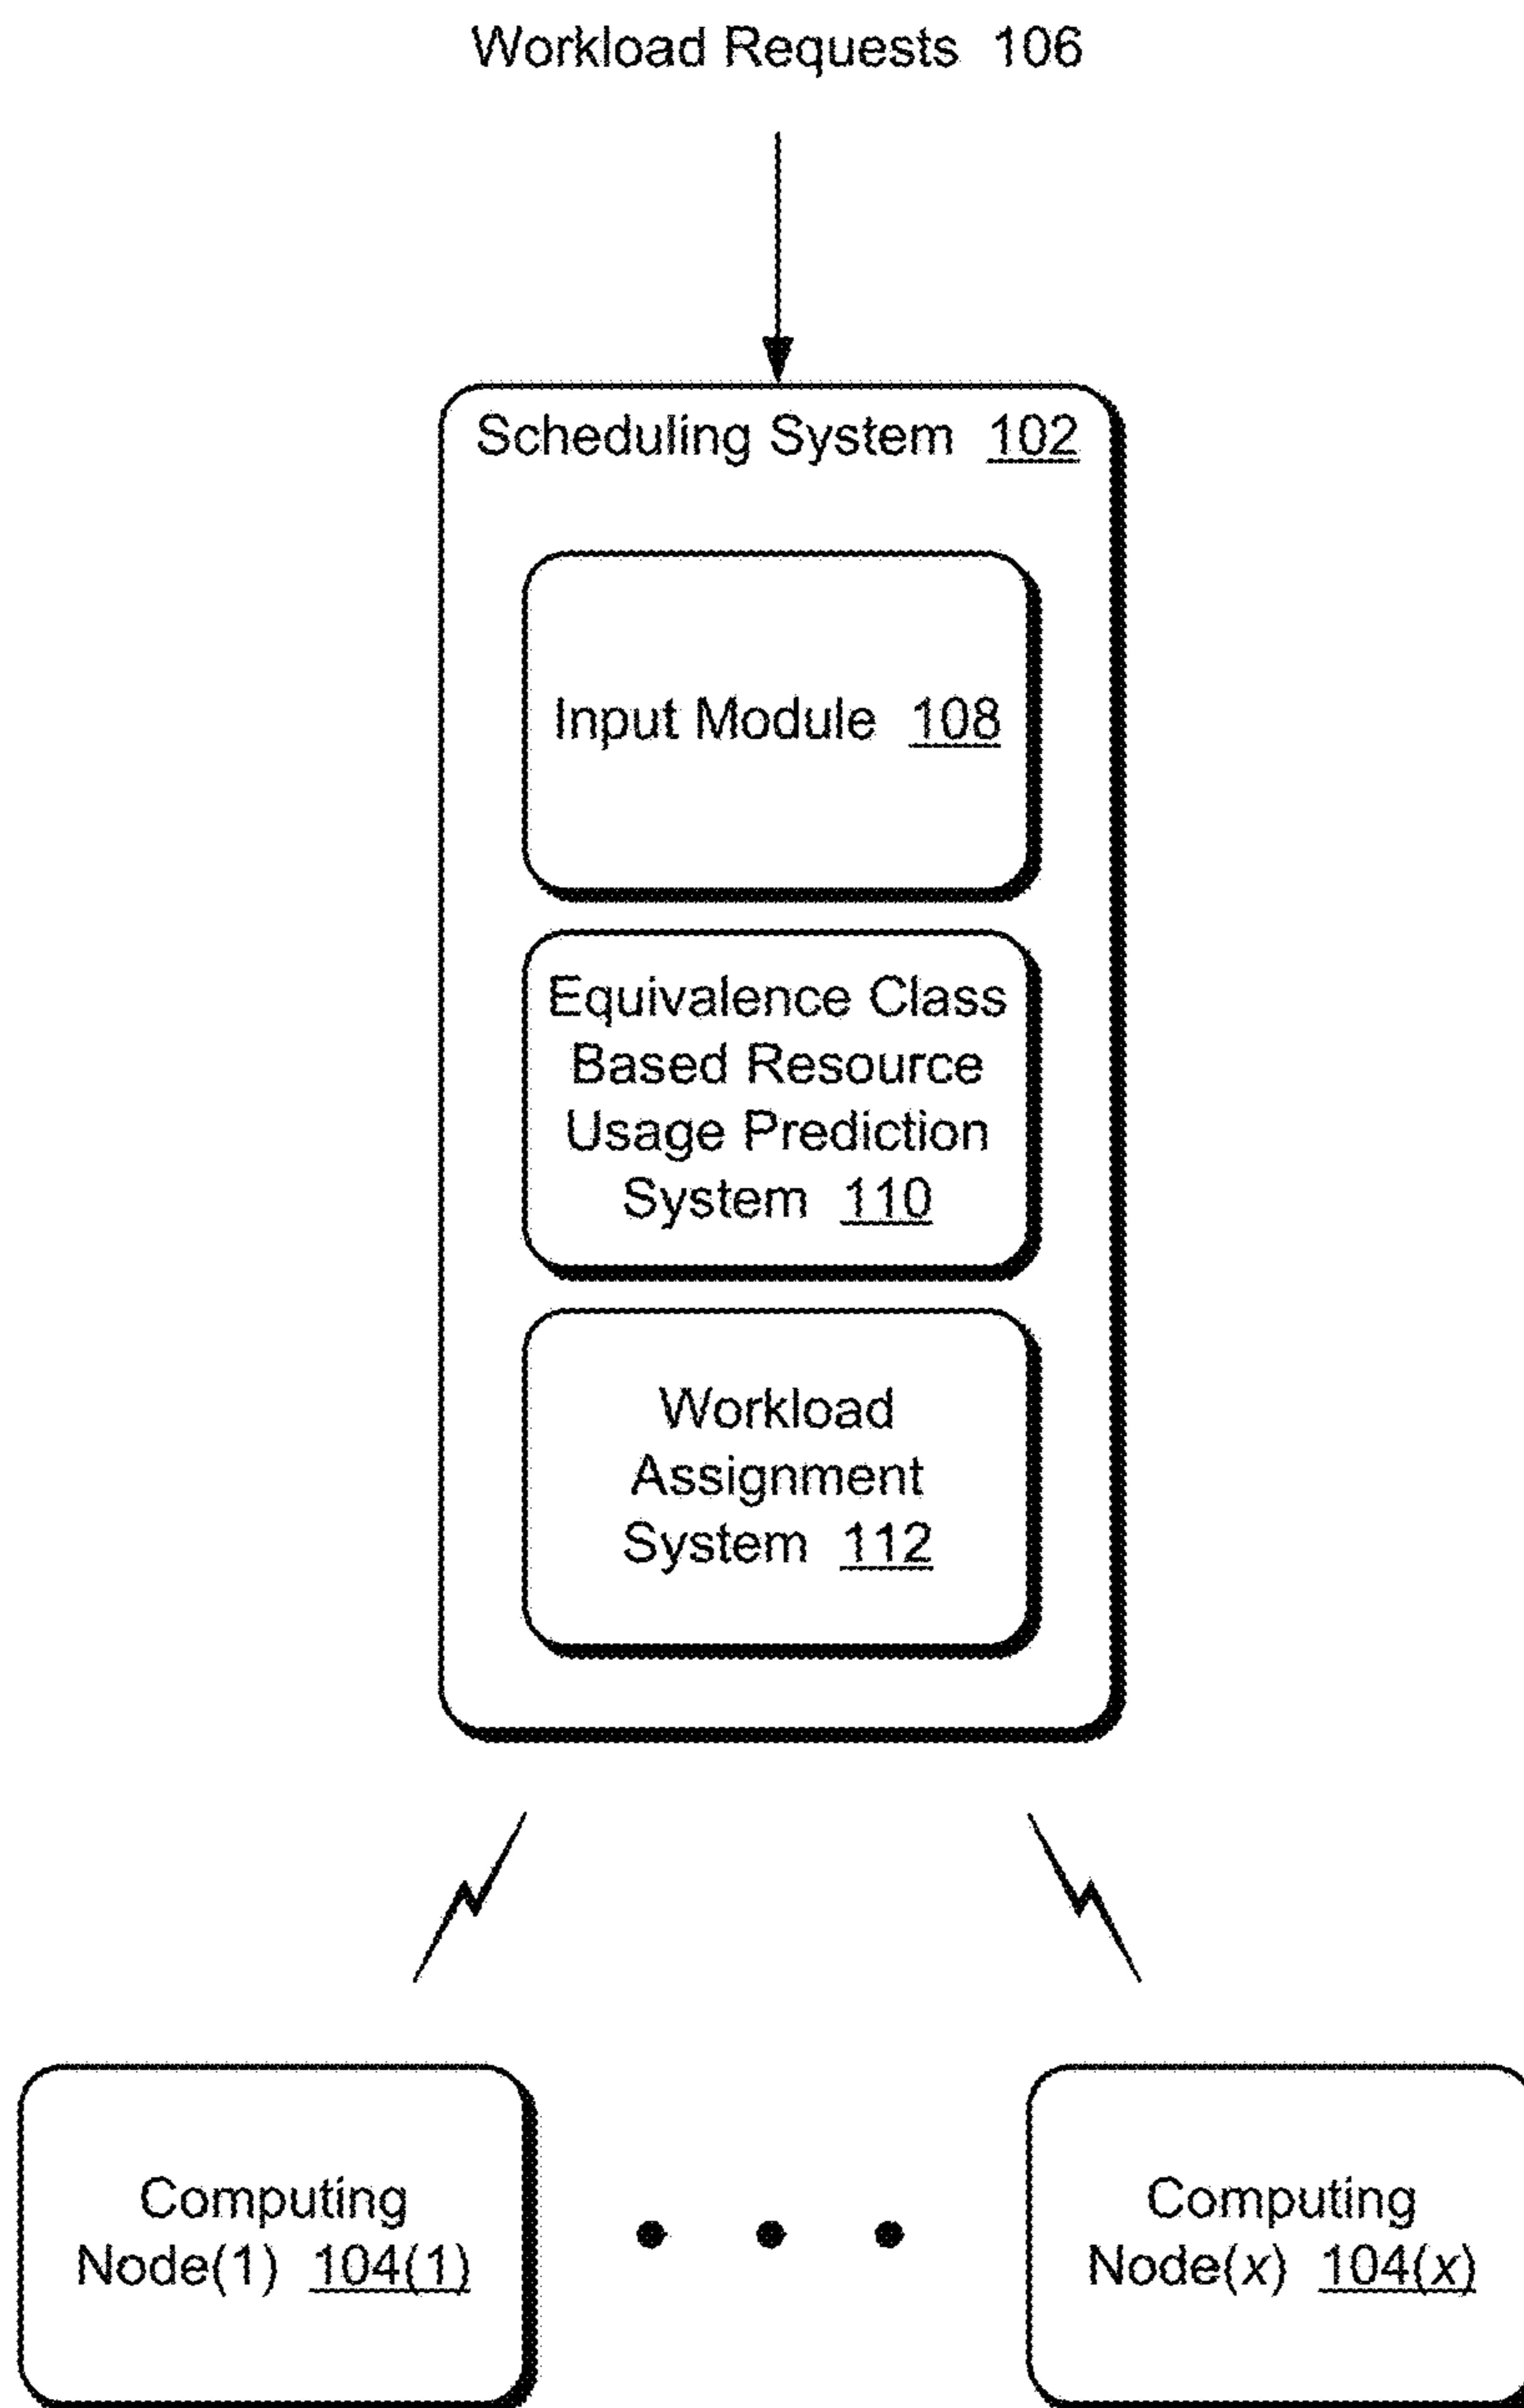 Workload Requests 106
Scheduling System 102
Input Module 108
Equivalence Class
Based Resource
Usage Prediction
System 110
Workload
Assignment
System 112
Computing
Node(1) 104(1)
Computing
Node(x) 104(x)